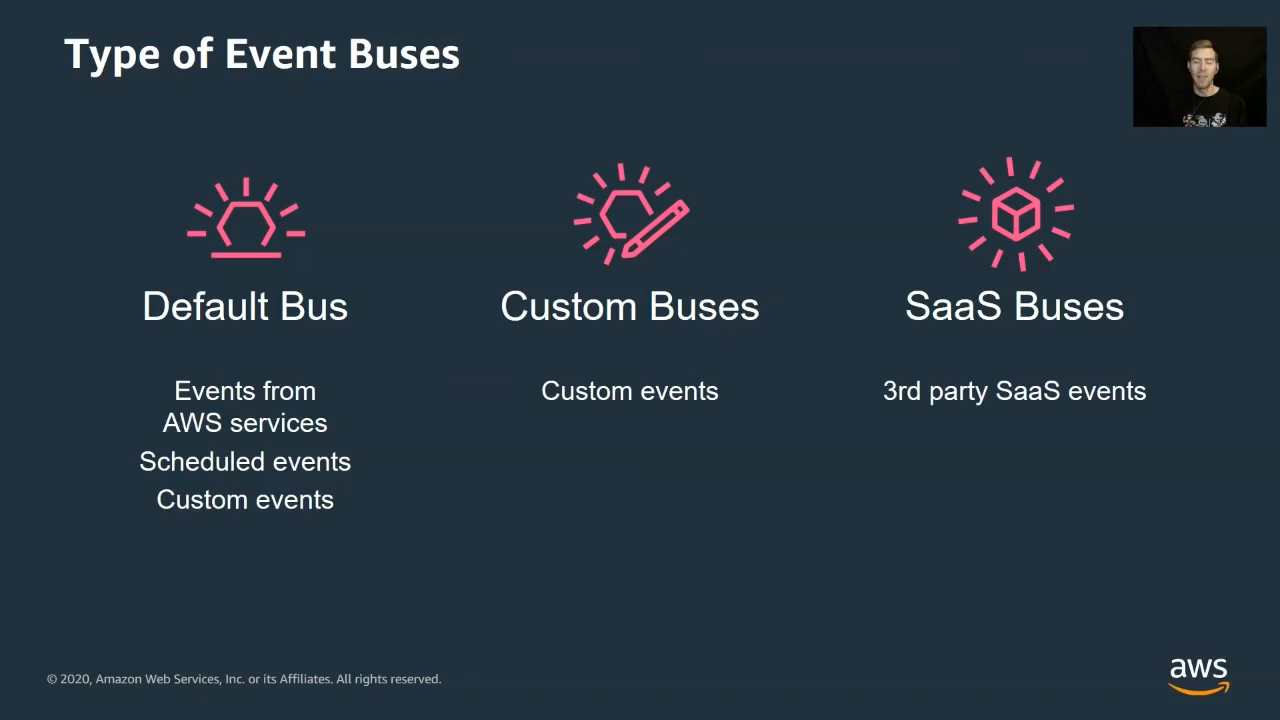 Type of Event Buses
Default Bus
Events from
AWS services
Scheduled events
Custom events
Custom Buses
Custom events
SaaS Buses
3rd party SaaS events
© 2020, Amazon Web Services, Inc. or its Affiliates. All rights reserved.
aws